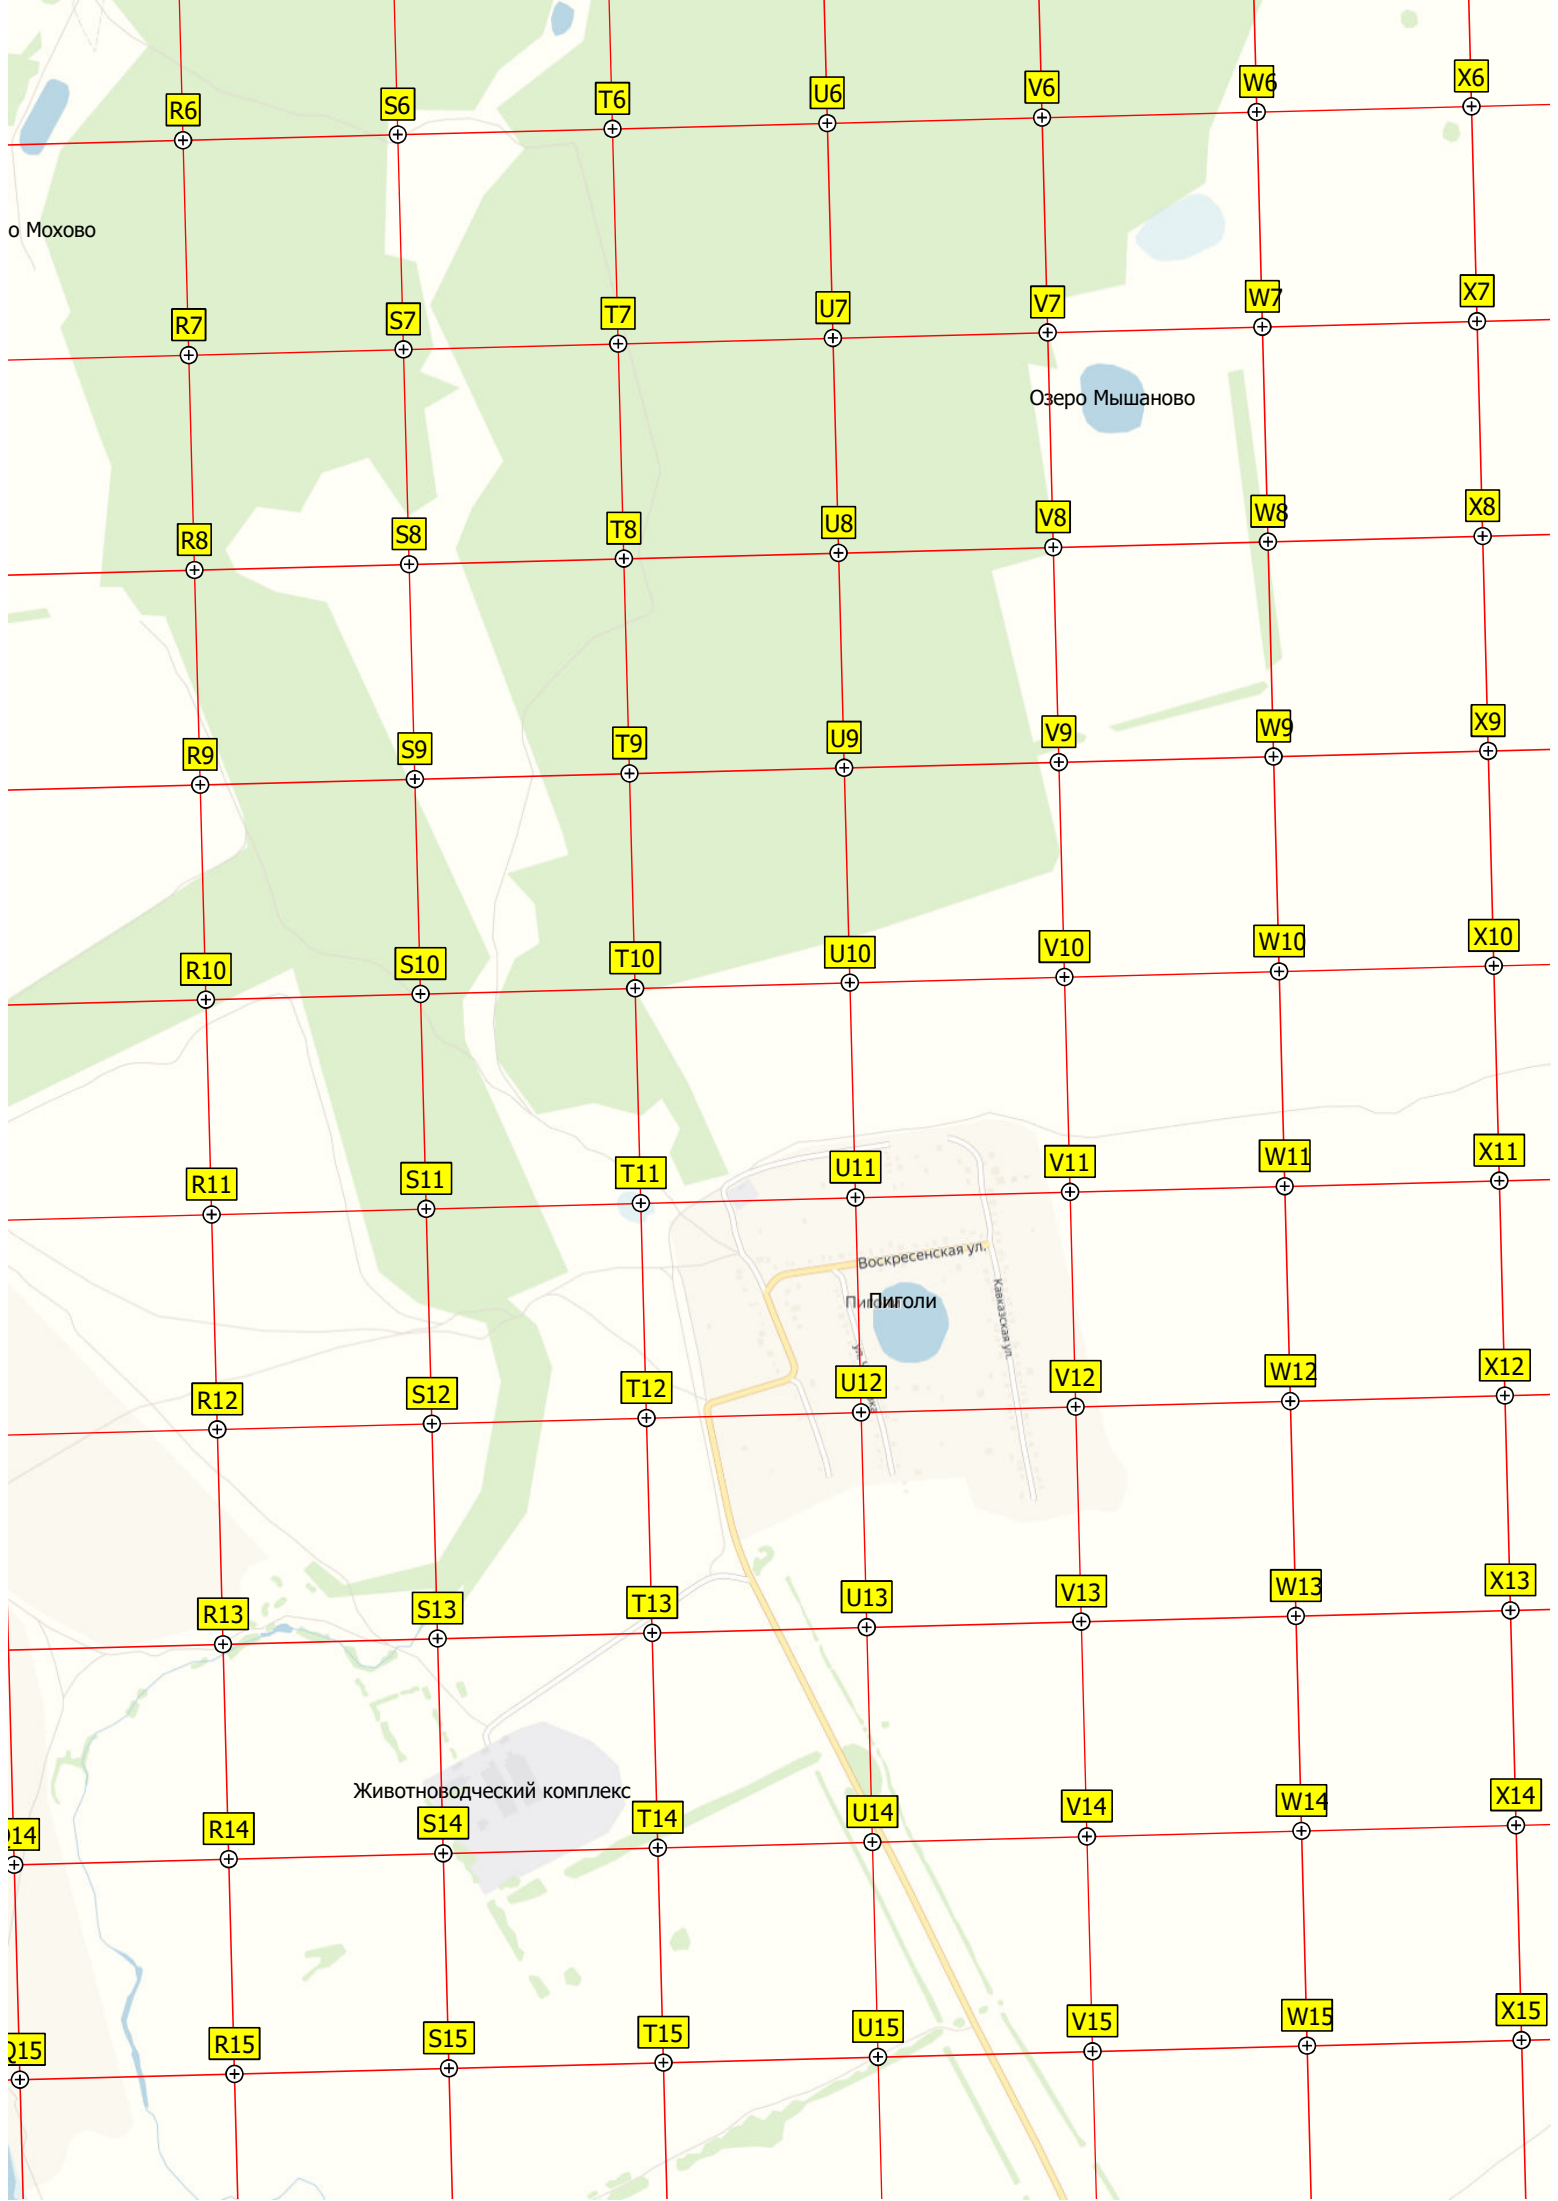 R6 S6 T6 U6 V6 W6 X6
о Мохово
R7 S7 T7 U7 V7 W7 X7
Озеро Мышаново
R8 S8 T8 U8 V8 W8 X8
R9 S9 T9 U9 V9 W9 X9
R10 S10 T10 U10 V10 W10 X10
R11 S11 T11 U11 V11 W11 X11
Воскресенская ул.
Пиголи
Кавказская ул.
R12 S12 T12 U12 V12 W12 X12
R13 S13 T13 U13 V13 W13 X13
Животноводческий комплекс
14 R14 S14 T14 U14 V14 W14 X14
Q15 R15 S15 T15 U15 V15 W15 X15